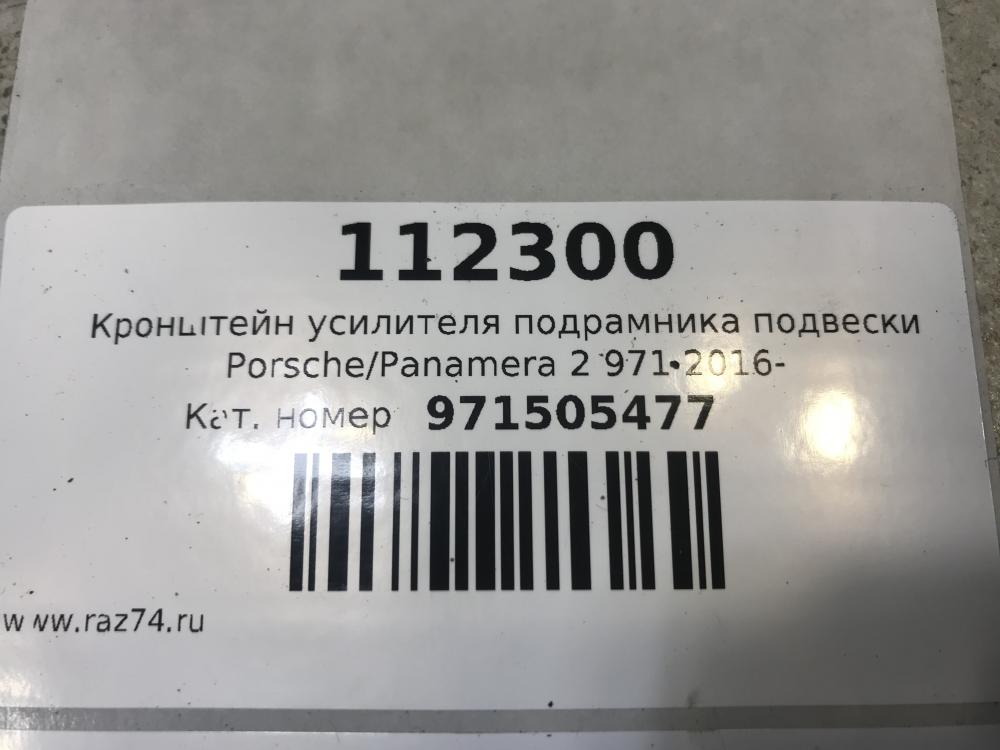 112300
Кронштейн усилителя подрамника подвески
Porsche/Panamera 2 971 2016-
Кат. номер 971505477
www.raz74.ru